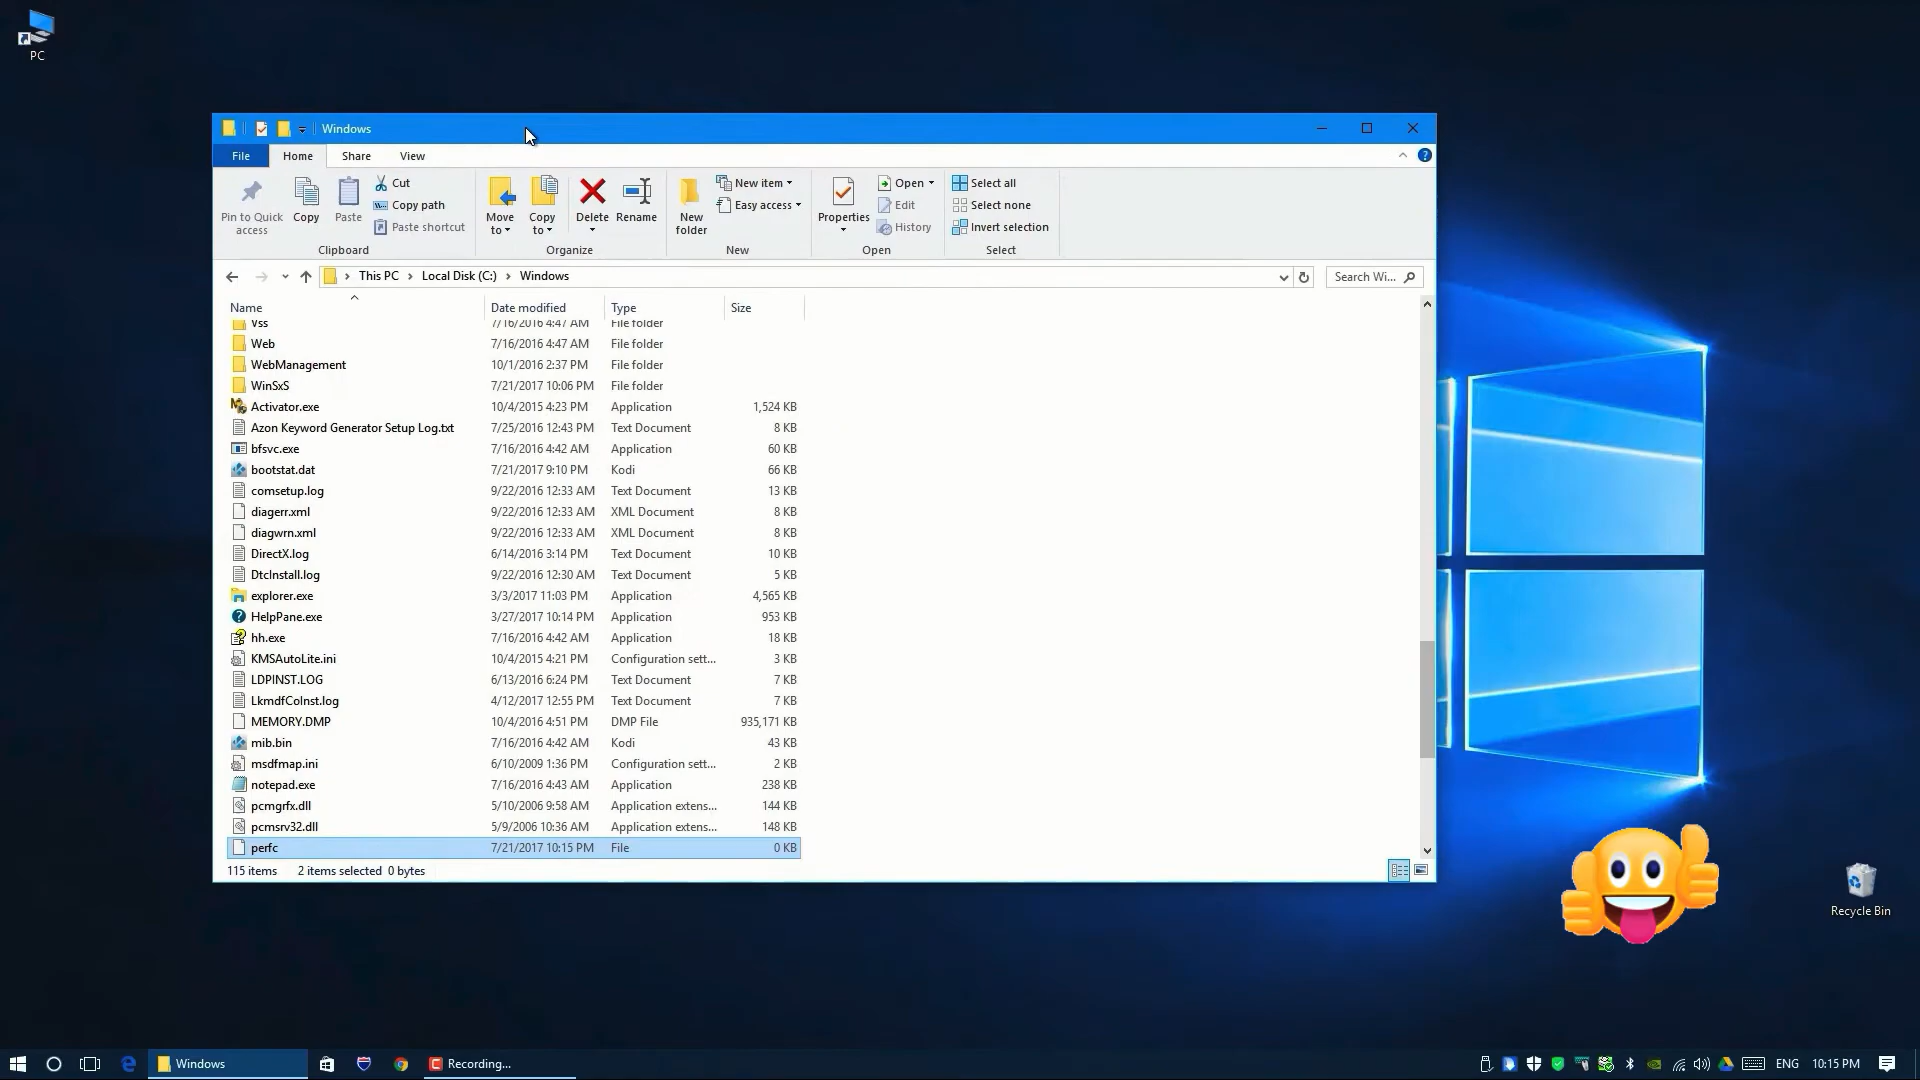 PC
Windows
File Home Share View
Pin to Quick access
Copy
Paste
Cut
Copy path
Paste shortcut
Clipboard
Move to
Copy to
Delete
Rename
Organize
New folder
New item
Easy access
New
Properties
Open
Edit
History
Open
Select all
Select none
Invert selection
Select
This PC Local Disk (C:) Windows
Search Wi...
Name Date modified Type Size
Vss 7/16/2016 4:47 AM File folder
Web 7/16/2016 4:47 AM File folder
WebManagement 10/1/2016 2:37 PM File folder
WinSxS 7/21/2017 10:06 PM File folder
Activator.exe 10/4/2015 4:23 PM Application 1,524 KB
Azon Keyword Generator Setup Log.txt 7/25/2016 12:43 PM Text Document 8 KB
bfsvc.exe 7/16/2016 4:42 AM Application 60 KB
bootstat.dat 7/21/2017 9:10 PM Kodi 66 KB
comsetup.log 9/22/2016 12:33 AM Text Document 13 KB
diagerr.xml 9/22/2016 12:33 AM XML Document 8 KB
diagwrn.xml 9/22/2016 12:33 AM XML Document 8 KB
DirectX.log 6/14/2016 3:14 PM Text Document 10 KB
DtcInstall.log 9/22/2016 12:30 AM Text Document 5 KB
explorer.exe 3/3/2017 11:03 PM Application 4,565 KB
HelpPane.exe 3/27/2017 10:14 PM Application 953 KB
hh.exe 7/16/2016 4:42 AM Application 18 KB
KMSAutoLite.ini 10/4/2015 4:21 PM Configuration sett... 3 KB
LDPINST.LOG 6/13/2016 6:24 PM Text Document 7 KB
LkmdfCoInst.log 4/12/2017 12:55 PM Text Document 7 KB
MEMORY.DMP 10/4/2016 4:51 PM DMP File 935,171 KB
mib.bin 7/16/2016 4:42 AM Kodi 43 KB
msdfmap.ini 6/10/2009 1:36 PM Configuration sett... 2 KB
notepad.exe 7/16/2016 4:43 AM Application 238 KB
pcmgrfx.dll 5/10/2006 9:58 AM Application extens... 144 KB
pcmsrv32.dll 5/9/2006 10:36 AM Application extens... 148 KB
perfc 7/21/2017 10:15 PM File 0 KB
115 items 2 items selected 0 bytes
Recycle Bin
Windows
Recording...
ENG 10:15 PM